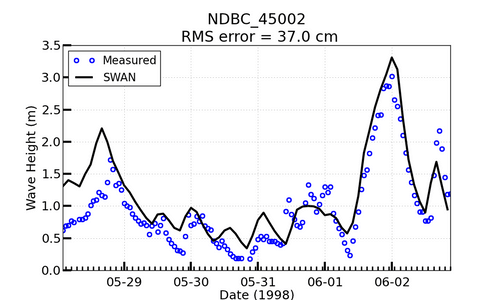 NDBC_45002
RMS error = 37.0 cm
Measured
SWAN
Wave Height (m)
3.5
3.0
2.5
2.0
1.5
1.0
0.5
0.0
05-29
05-30
05-31
06-01
06-02
Date (1998)